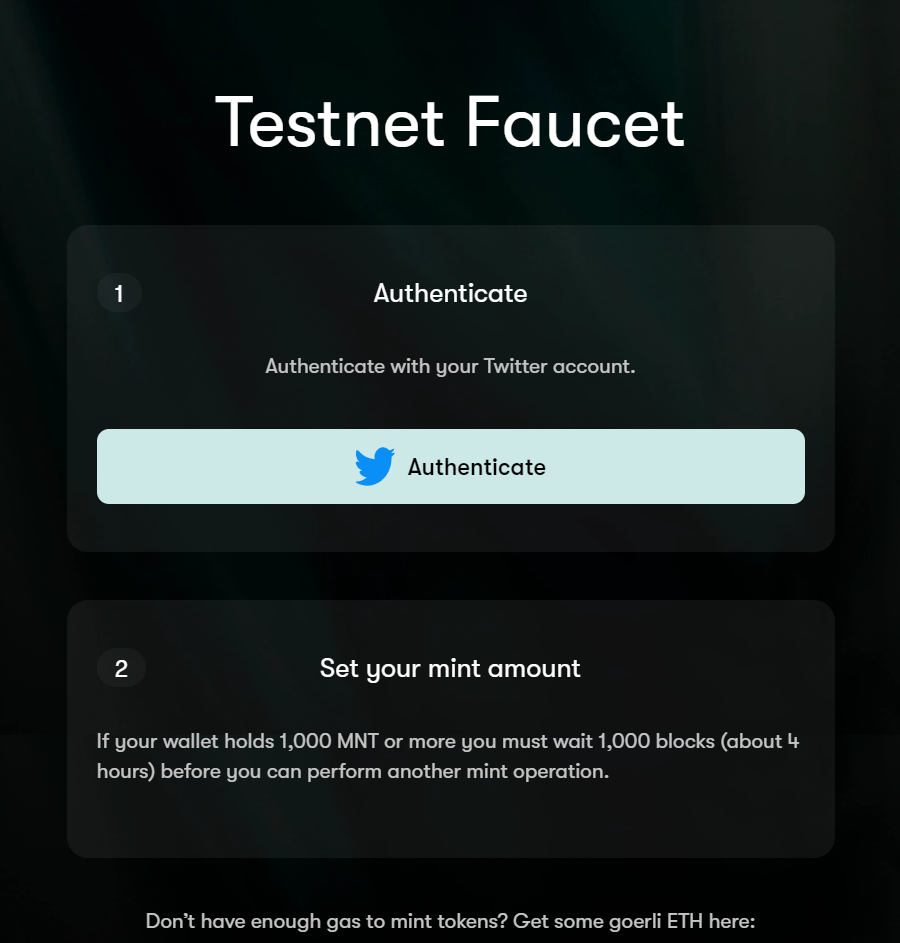 Testnet Faucet
1
Authenticate
Authenticate with your Twitter account.
Authenticate
2
Set your mint amount
If your wallet holds 1,000 MNT or more you must wait 1,000 blocks (about 4
hours) before you can perform another mint operation.
Don’t have enough gas to mint tokens? Get some goerli ETH here: